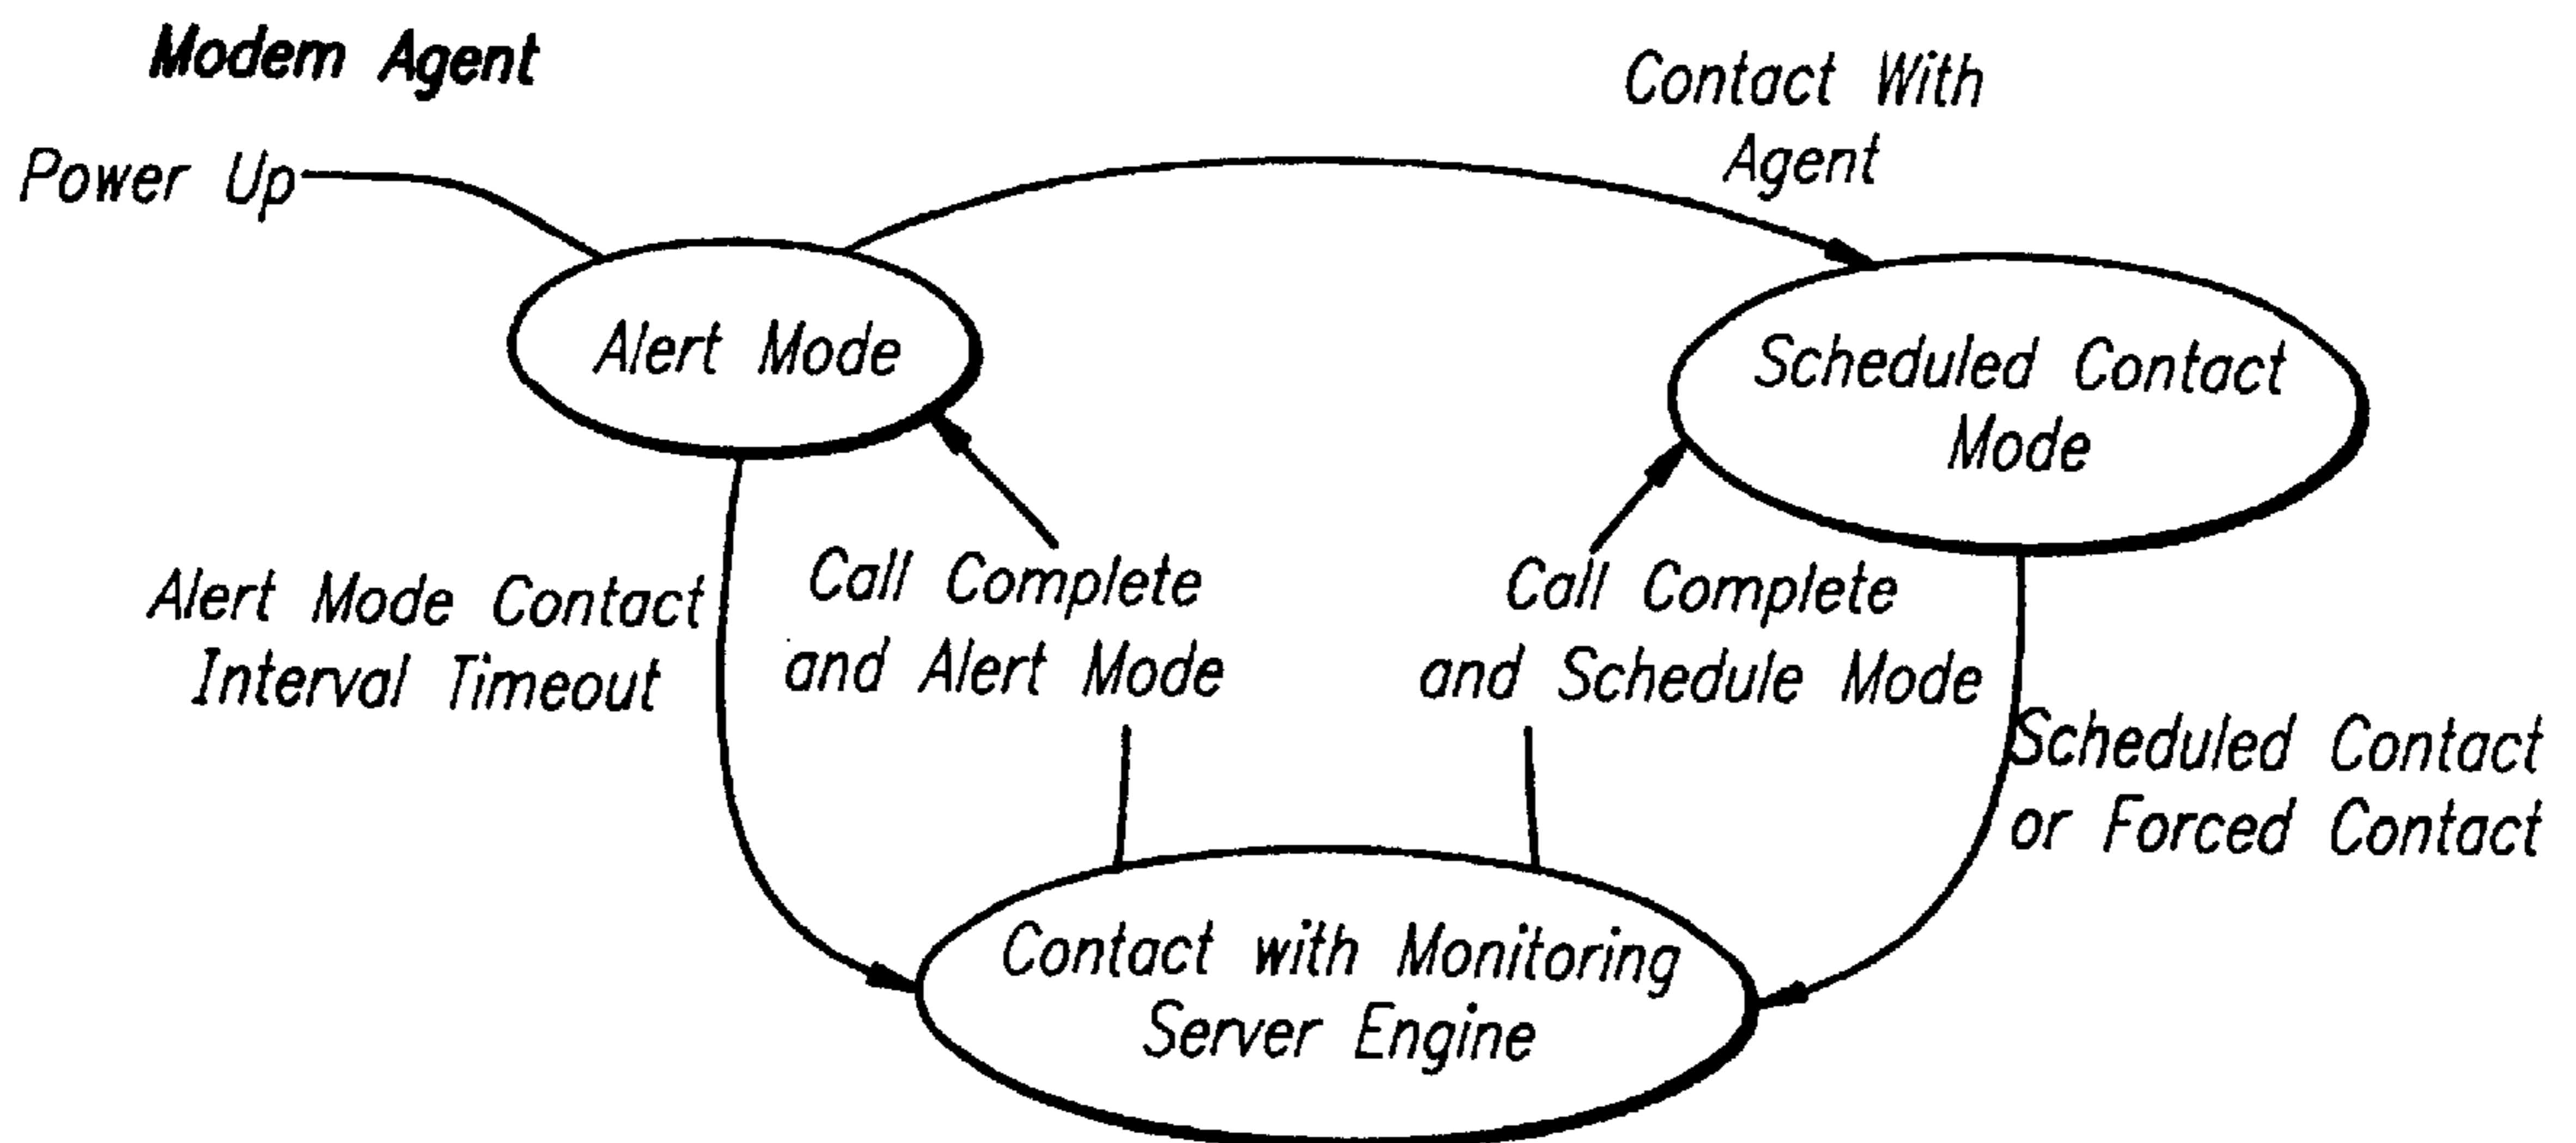 Modem Agent
Power Up
Contact With
Agent
Alert Mode
Scheduled Contact
Mode
Alert Mode Contact
Interval Timeout
Call Complete
and Alert Mode
Call Complete
and Schedule Mode
Scheduled Contact
or Forced Contact
Contact with Monitoring
Server Engine